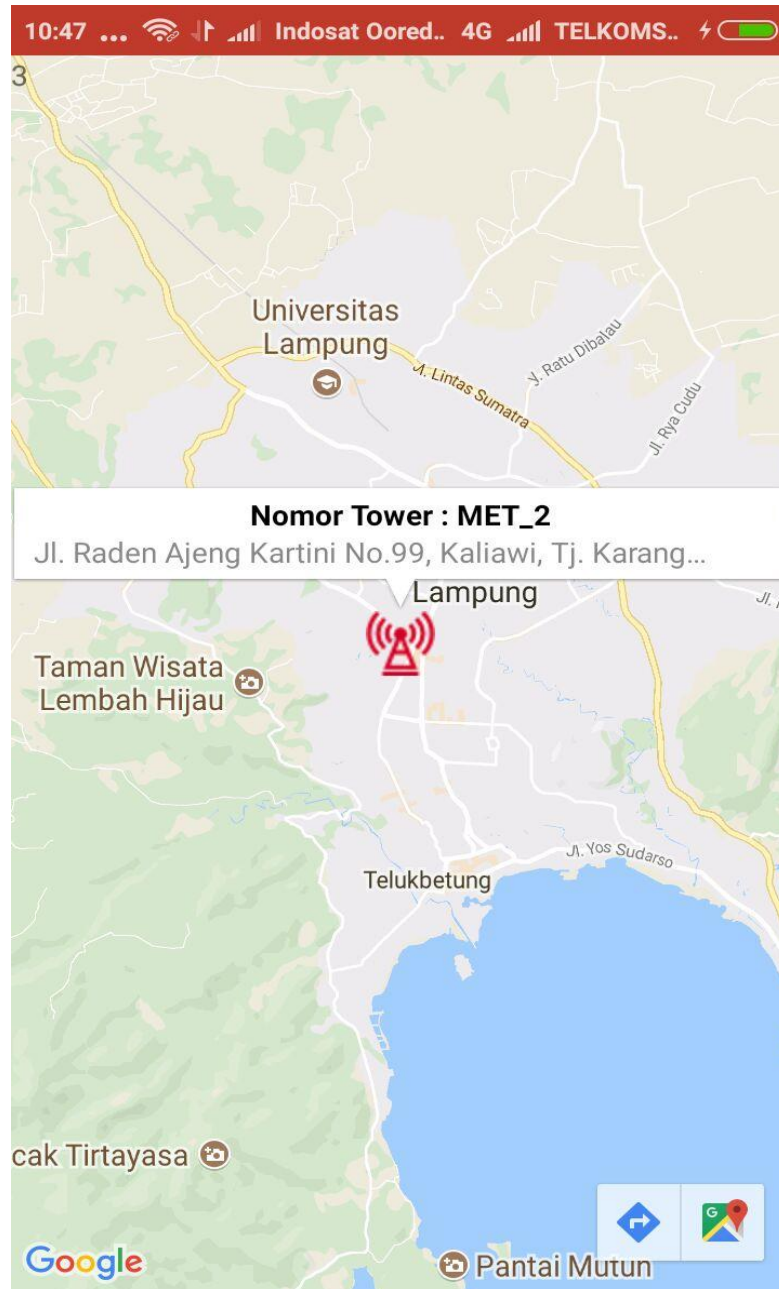 10:47 ... Indosat Oored.. 4G TELKOMS..
3
Universitas
Lampung
Jl. Lintas Sumatra
Jl. Ratu Dibalau
Jl. Rya Cudu
Nomor Tower : MET_2
Jl. Raden Ajeng Kartini No.99, Kaliawi, Tj. Karang...
Lampung
Jl.
Taman Wisata
Lembah Hijau
Jl. Yos Sudarso
Telukbetung
cak Tirtayasa
G
Google
Pantai Mutun